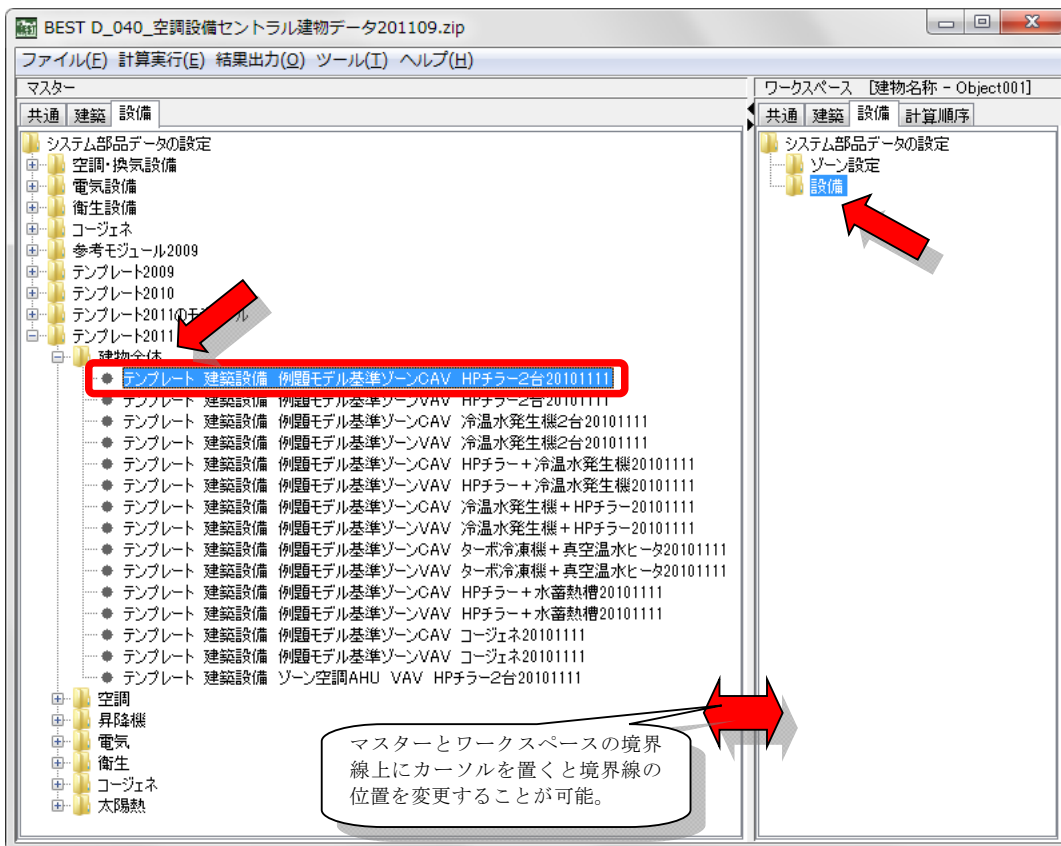 BEST D_040_空調設備セントラル建物データ201109.zip
ファイル(F) 計算実行(E) 結果出力(O) ツール(T) ヘルプ(H)
マスター
共通 建築 設備
システム部品データの設定
空調・換気設備
電気設備
衛生設備
コージェネ
参考モジュール2009
テンプレート2009
テンプレート2010
テンプレート2011のモ ル
テンプレート2011
建物全体
テンプレート 建築設備 例題モデル基準ゾーンCAV HPチラー2台20101111
テンプレート 建築設備 例題モデル基準ゾーンVAV HPチラー2台20101111
テンプレート 建築設備 例題モデル基準ゾーンCAV 冷温水発生機2台20101111
テンプレート 建築設備 例題モデル基準ゾーンVAV 冷温水発生機2台20101111
テンプレート 建築設備 例題モデル基準ゾーンCAV HPチラー+冷温水発生機20101111
テンプレート 建築設備 例題モデル基準ゾーンVAV HPチラー+冷温水発生機20101111
テンプレート 建築設備 例題モデル基準ゾーンCAV 冷温水発生機+HPチラー20101111
テンプレート 建築設備 例題モデル基準ゾーンVAV 冷温水発生機+HPチラー20101111
テンプレート 建築設備 例題モデル基準ゾーンCAV ターボ冷凍機+真空温水ヒータ20101111
テンプレート 建築設備 例題モデル基準ゾーンVAV ターボ冷凍機+真空温水ヒータ20101111
テンプレート 建築設備 例題モデル基準ゾーンCAV HPチラー+水蓄熱槽20101111
テンプレート 建築設備 例題モデル基準ゾーンVAV HPチラー+水蓄熱槽20101111
テンプレート 建築設備 例題モデル基準ゾーンCAV コージェネ20101111
テンプレート 建築設備 例題モデル基準ゾーンVAV コージェネ20101111
テンプレート 建築設備 ゾーン空調AHU VAV HPチラー2台20101111
空調
昇降機
電気
衛生
コージェネ
太陽熱
マスターとワークスペースの境界
線上にカーソルを置くと境界線の
位置を変更することが可能。
ワークスペース [建物名称 - Object001]
共通 建築 設備 計算順序
システム部品データの設定
ゾーン設定
設備